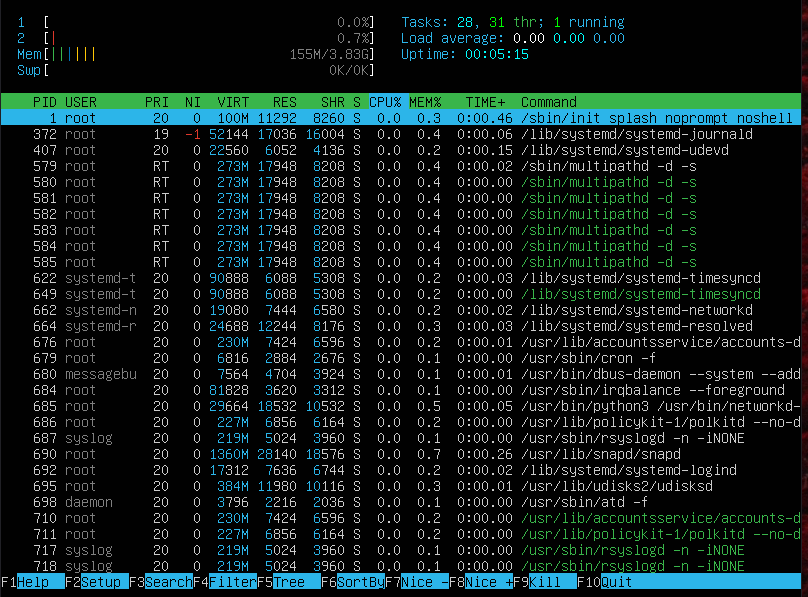 1 [ 0.0%] Tasks: 28, 31 thr; 1 running
2 [| 0.7%] Load average: 0.00 0.00 0.00
Mem[|||||| 155M/3.83G] Uptime: 00:05:15
Swp[ 0K/0K]
PID USER PRI NI VIRT RES SHR S CPU% MEM% TIME+ Command
1 root 20 0 100M 11292 8260 S 0.0 0.3 0:00.46 /sbin/init splash noprompt noshell
372 root 19 -1 52144 17036 16004 S 0.0 0.4 0:00.06 /lib/systemd/systemd-journald
407 root 20 0 22560 6052 4136 S 0.0 0.2 0:00.15 /lib/systemd/systemd-udevd
579 root RT 0 273M 17948 8208 S 0.0 0.4 0:00.02 /sbin/multipathd -d -s
580 root RT 0 273M 17948 8208 S 0.0 0.4 0:00.00 /sbin/multipathd -d -s
581 root RT 0 273M 17948 8208 S 0.0 0.4 0:00.00 /sbin/multipathd -d -s
582 root RT 0 273M 17948 8208 S 0.0 0.4 0:00.00 /sbin/multipathd -d -s
583 root RT 0 273M 17948 8208 S 0.0 0.4 0:00.00 /sbin/multipathd -d -s
584 root RT 0 273M 17948 8208 S 0.0 0.4 0:00.00 /sbin/multipathd -d -s
585 root RT 0 273M 17948 8208 S 0.0 0.4 0:00.00 /sbin/multipathd -d -s
622 systemd-t 20 0 90888 6088 5308 S 0.0 0.2 0:00.03 /lib/systemd/systemd-timesyncd
649 systemd-t 20 0 90888 6088 5308 S 0.0 0.2 0:00.00 /lib/systemd/systemd-timesyncd
662 systemd-n 20 0 19080 7444 6580 S 0.0 0.2 0:00.02 /lib/systemd/systemd-networkd
664 systemd-r 20 0 24688 12244 8176 S 0.0 0.3 0:00.03 /lib/systemd/systemd-resolved
676 root 20 0 230M 7424 6596 S 0.0 0.2 0:00.01 /usr/lib/accountsservice/accounts-d
679 root 20 0 6816 2884 2676 S 0.0 0.1 0:00.00 /usr/sbin/cron -f
680 messagebu 20 0 7564 4704 3924 S 0.0 0.1 0:00.01 /usr/bin/dbus-daemon --system --add
684 root 20 0 81828 3620 3312 S 0.0 0.1 0:00.00 /usr/sbin/irqbalance --foreground
685 root 20 0 29664 18532 10532 S 0.0 0.5 0:00.05 /usr/bin/python3 /usr/bin/networkd-
686 root 20 0 227M 6856 6164 S 0.0 0.2 0:00.00 /usr/lib/policykit-1/polkitd --no-d
687 syslog 20 0 219M 5024 3960 S 0.0 0.1 0:00.00 /usr/sbin/rsyslogd -n -iNONE
690 root 20 0 1360M 28140 18576 S 0.0 0.7 0:00.26 /usr/lib/snapd/snapd
692 root 20 0 17312 7636 6744 S 0.0 0.2 0:00.02 /lib/systemd/systemd-logind
695 root 20 0 384M 11980 10116 S 0.0 0.3 0:00.01 /usr/lib/udisks2/udisksd
698 daemon 20 0 3796 2216 2036 S 0.0 0.1 0:00.00 /usr/sbin/atd -f
710 root 20 0 230M 7424 6596 S 0.0 0.2 0:00.00 /usr/lib/accountsservice/accounts-d
711 root 20 0 227M 6856 6164 S 0.0 0.2 0:00.00 /usr/lib/policykit-1/polkitd --no-d
717 syslog 20 0 219M 5024 3960 S 0.0 0.1 0:00.00 /usr/sbin/rsyslogd -n -iNONE
718 syslog 20 0 219M 5024 3960 S 0.0 0.1 0:00.00 /usr/sbin/rsyslogd -n -iNONE
F1Help F2Setup F3SearchF4FilterF5Tree F6SortByF7Nice -F8Nice +F9Kill F10Quit